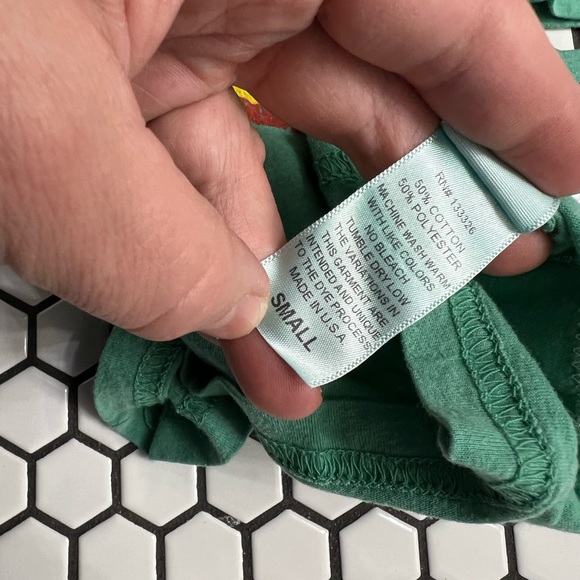 RN# 133326
50% COTTON
50% POLYESTER
MACHINE WASH WARM
WITH LIKE COLORS
NO BLEACH
TUMBLE DRY LOW
THE VARIATIONS IN
THIS GARMENT ARE
INTENDED AND UNIQUE
TO THE DYE PROCESS
MADE IN U.S.A
SMALL